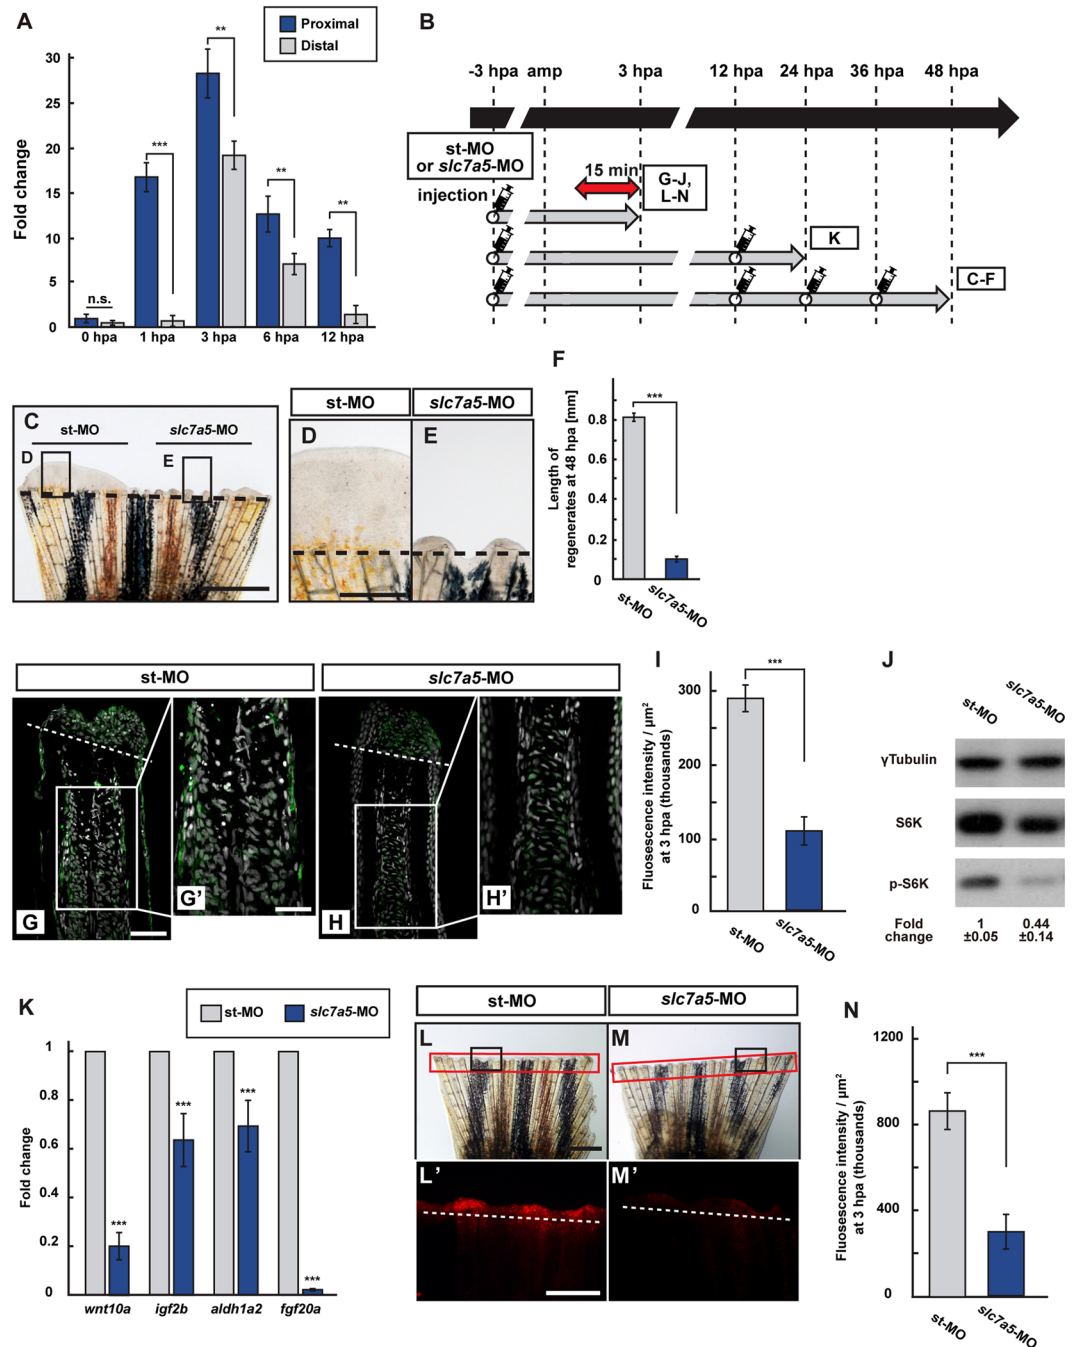 A
Proximal
Distal
Fold change
30
25
20
15
10
5
0
n.s.
***
**
**
**
0 hpa
1 hpa
3 hpa
6 hpa
12 hpa
B
-3 hpa
amp
3 hpa
12 hpa
24 hpa
36 hpa
48 hpa
st-MO
or slc7a5-MO
injection
15 min
G-J,
L-N
K
C-F
C
st-MO
slc7a5-MO
D
E
st-MO
slc7a5-MO
D
E
F
Length of
regenerates at 48 hpa [mm]
0.8
0.6
0.4
0.2
0
***
st-MO
slc7a5-MO
st-MO
slc7a5-MO
G
G'
H
H'
I
Fluosescence intensity / µm²
at 3 hpa (thousands)
300
200
100
0
***
st-MO
slc7a5-MO
J
st-MO
slc7a5-MO
γTubulin
S6K
p-S6K
Fold
change
1
±0.05
0.44
±0.14
K
st-MO
slc7a5-MO
Fold change
1
0.8
0.6
0.4
0.2
0
***
***
***
***
wnt10a
igf2b
aldh1a2
fgf20a
st-MO
slc7a5-MO
L
M
L'
M'
N
Fluosescence intensity / µm²
at 3 hpa (thousands)
1200
800
400
0
***
st-MO
slc7a5-MO